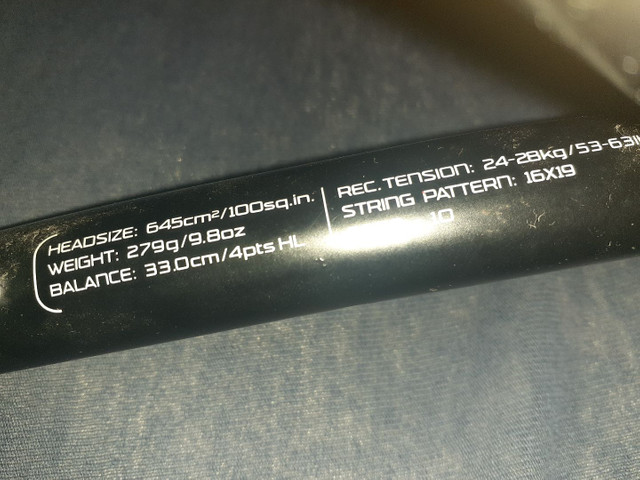 HEADSIZE: 645cm²/100sq.in.
WEIGHT: 279g/9.8oz
BALANCE: 33.0cm/4pts HL
REC. TENSION: 24-28kg/53-63
STRING PATTERN: 16X19
10